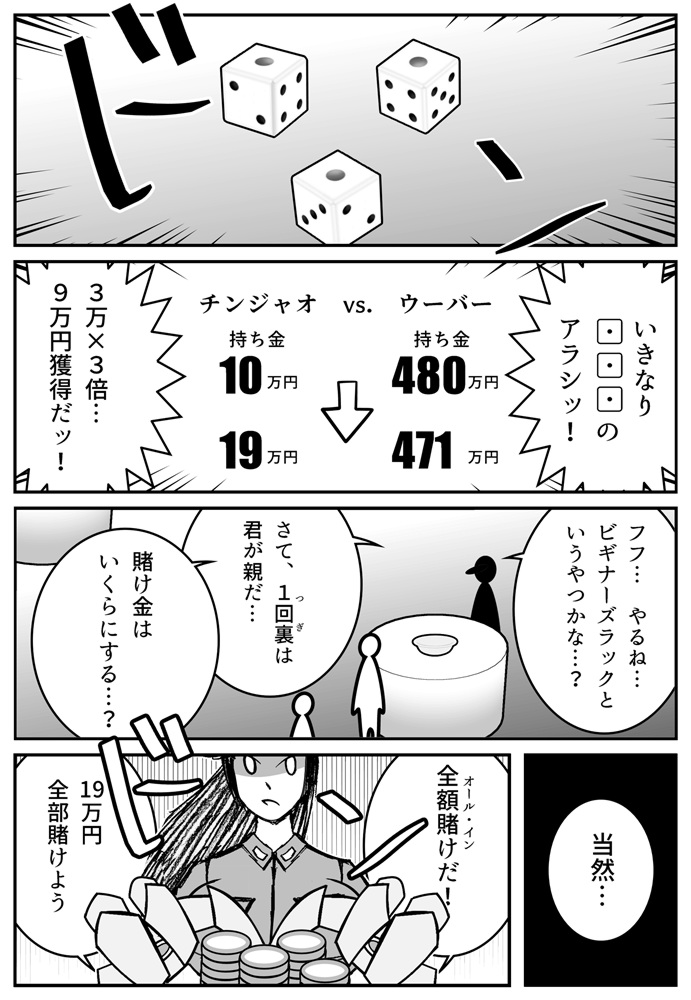 ドーン
いきなり
⚀⚀⚀の
アラシッ!
チンジャオ vs. ウーバー
持ち金 持ち金
10万円 480万円
19万円 471万円
3万×3倍…
9万円獲得だッ!
フフ… やるね…
ビギナーズラックと
いうやつかな…?
さて、1回裏は
つぎ
君が親だ…
賭け金は
いくらにする…?
当然…
全額賭けだ!
オール・イン
ドーン
19万円
全部賭けよう